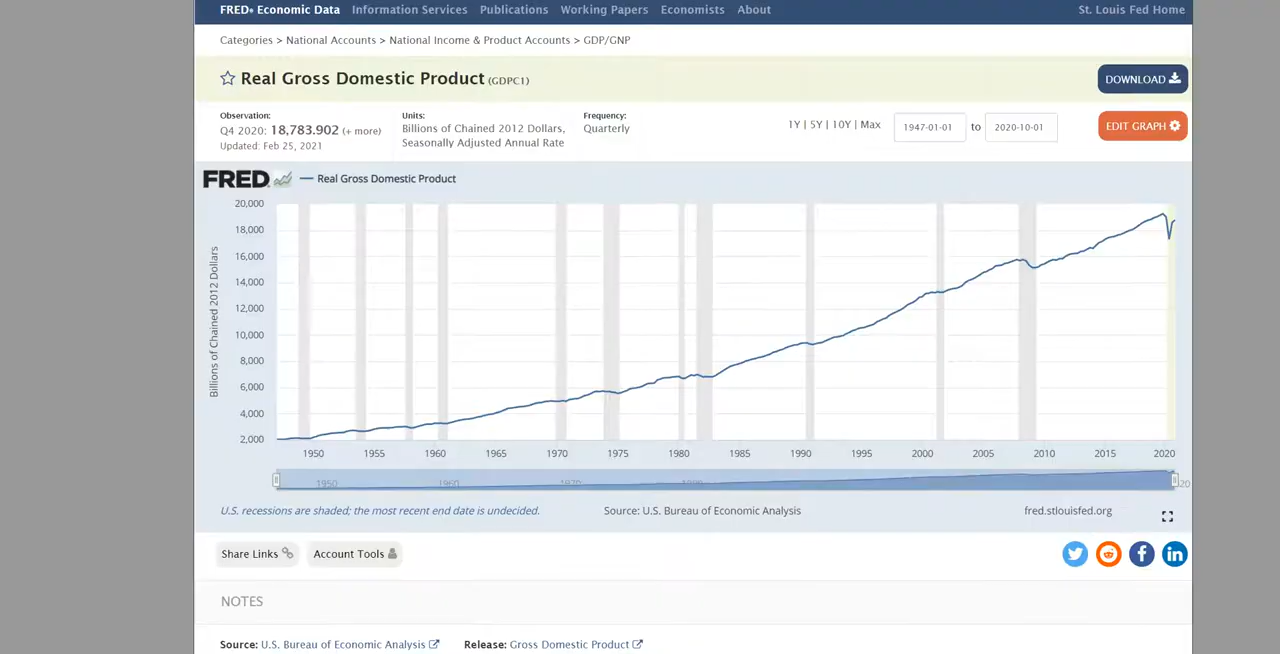 FRED® Economic Data Information Services Publications Working Papers Economists About St. Louis Fed Home
Categories > National Accounts > National Income & Product Accounts > GDP/GNP
Real Gross Domestic Product (GDPC1)
DOWNLOAD
Observation:
Q4 2020: 18,783.902 (+ more)
Updated: Feb 25, 2021
Units:
Billions of Chained 2012 Dollars,
Seasonally Adjusted Annual Rate
Frequency:
Quarterly
1Y | 5Y | 10Y | Max
1947-01-01 to 2020-10-01
EDIT GRAPH
FRED
Real Gross Domestic Product
Billions of Chained 2012 Dollars
20,000
18,000
16,000
14,000
12,000
10,000
8,000
6,000
4,000
2,000
1950 1955 1960 1965 1970 1975 1980 1985 1990 1995 2000 2005 2010 2015 2020
1950 1960 1970
U.S. recessions are shaded; the most recent end date is undecided.
Source: U.S. Bureau of Economic Analysis
fred.stlouisfed.org
Share Links
Account Tools
NOTES
Source: U.S. Bureau of Economic Analysis
Release: Gross Domestic Product